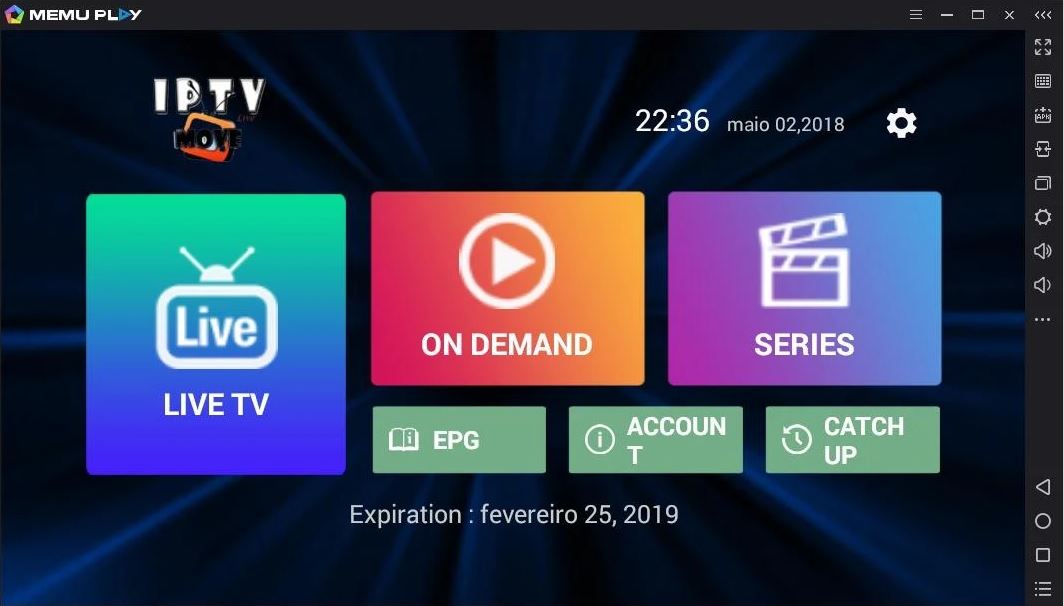 MEMU PLAY
APK
IPTV
Live
MOVE
22:36 maio 02,2018
Live
LIVE TV
ON DEMAND
SERIES
EPG
ACCOUN
T
CATCH
UP
Expiration : fevereiro 25, 2019